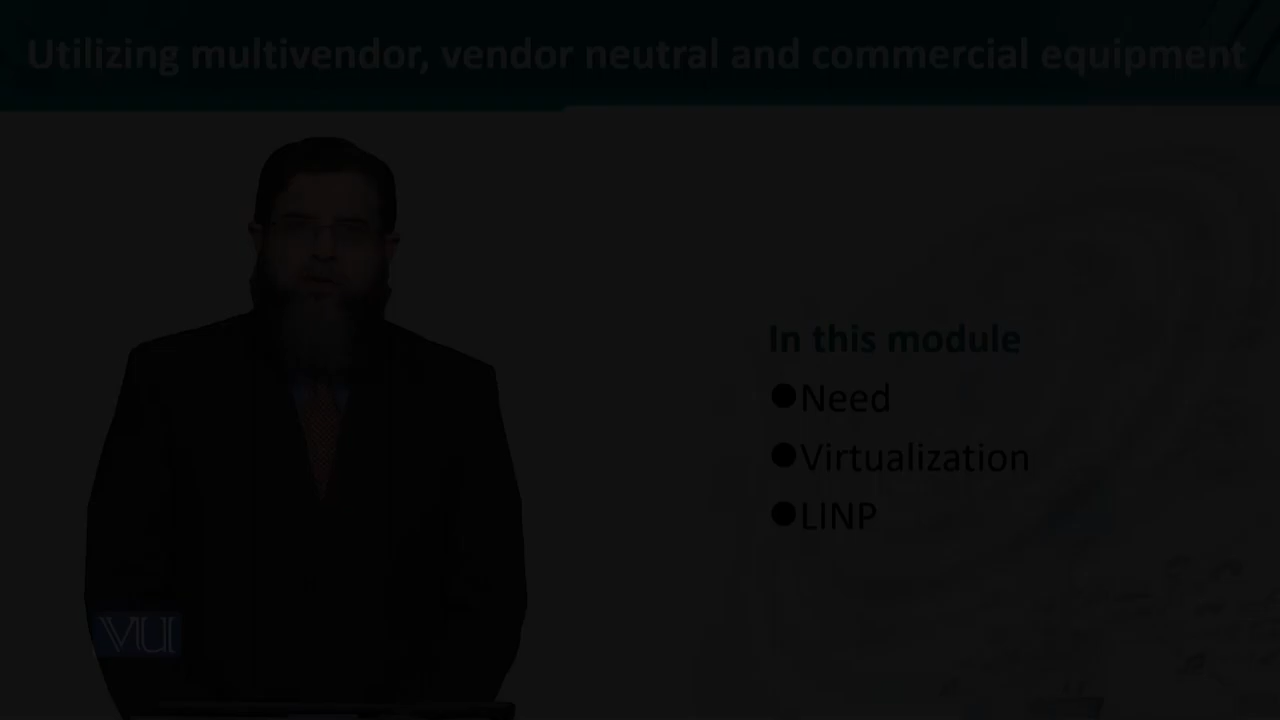 Utilizing multivendor, vendor neutral and commercial equipment
In this module
●Need
●Virtualization
●LINP
VU